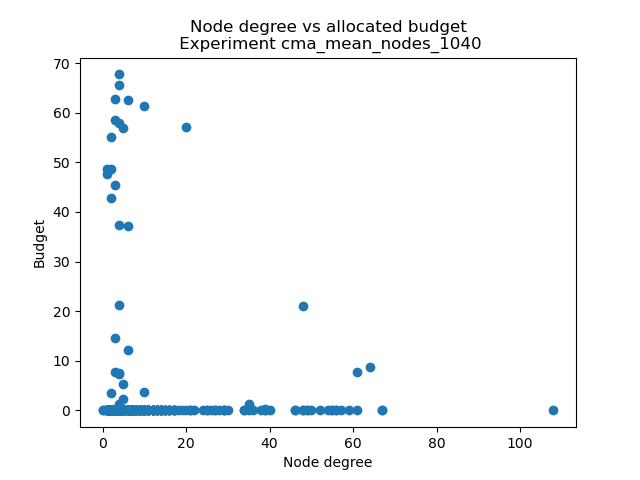 Node degree vs allocated budget
Experiment cma_mean_nodes_1040
70
60
50
40
30
20
10
0
Budget
0 20 40 60 80 100
Node degree